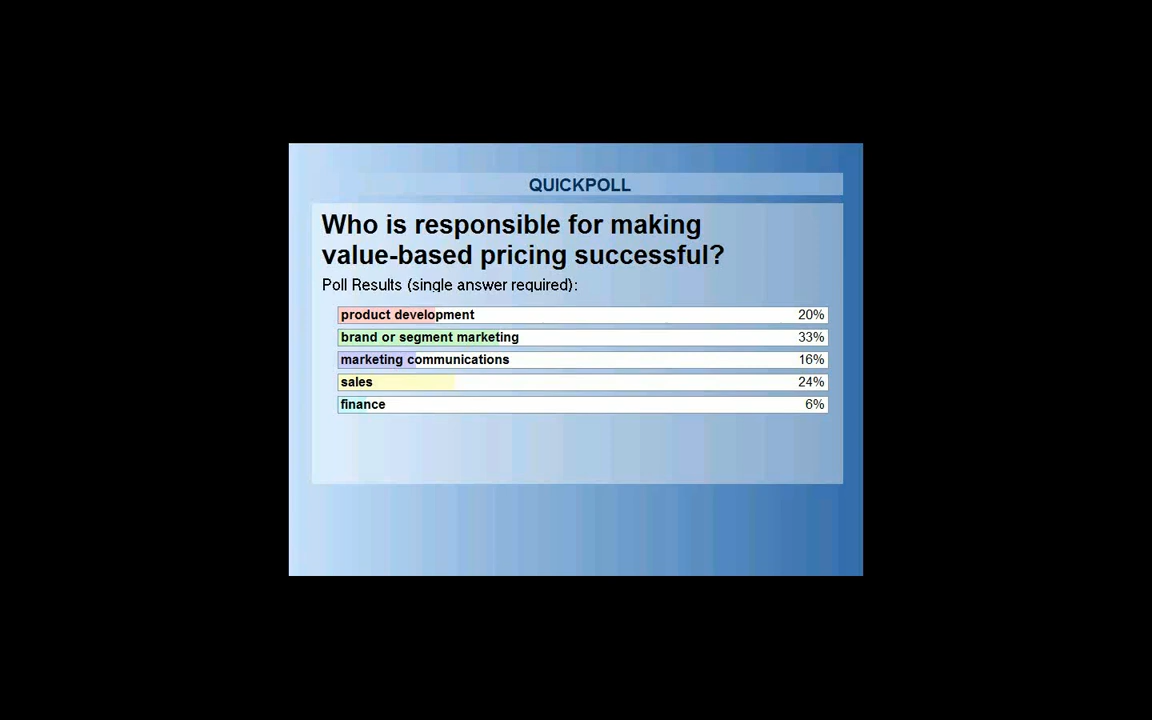 QUICKPOLL
Who is responsible for making
value-based pricing successful?
Poll Results (single answer required):
product development 20%
brand or segment marketing 33%
marketing communications 16%
sales 24%
finance 6%